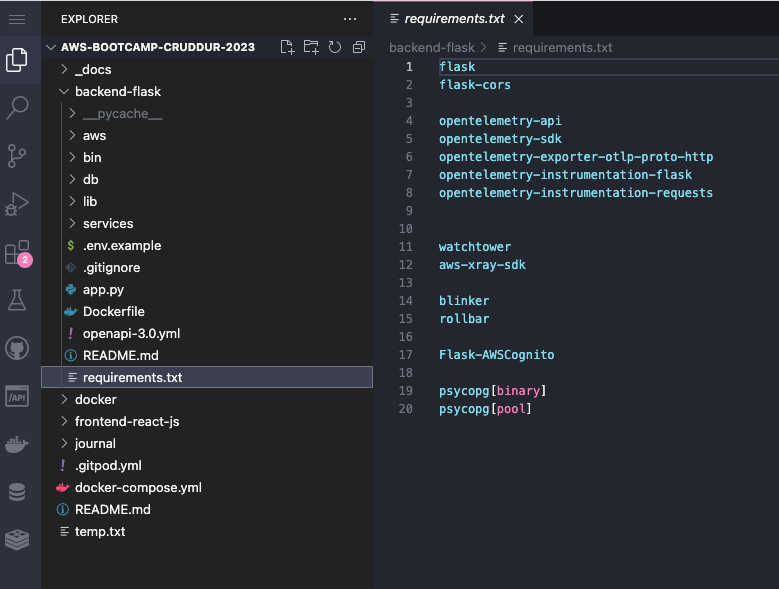 EXPLORER
AWS-BOOTCAMP-CRUDDUR-2023
_docs
backend-flask
__pycache__
aws
bin
db
lib
services
$ .env.example
.gitignore
app.py
Dockerfile
! openapi-3.0.yml
README.md
requirements.txt
docker
frontend-react-js
journal
! .gitpod.yml
docker-compose.yml
README.md
temp.txt
2
/API
requirements.txt
backend-flask > requirements.txt
1 flask
2 flask-cors
3
4 opentelemetry-api
5 opentelemetry-sdk
6 opentelemetry-exporter-otlp-proto-http
7 opentelemetry-instrumentation-flask
8 opentelemetry-instrumentation-requests
9
10
11 watchtower
12 aws-xray-sdk
13
14 blinker
15 rollbar
16
17 Flask-AWSCognito
18
19 psycopg[binary]
20 psycopg[pool]